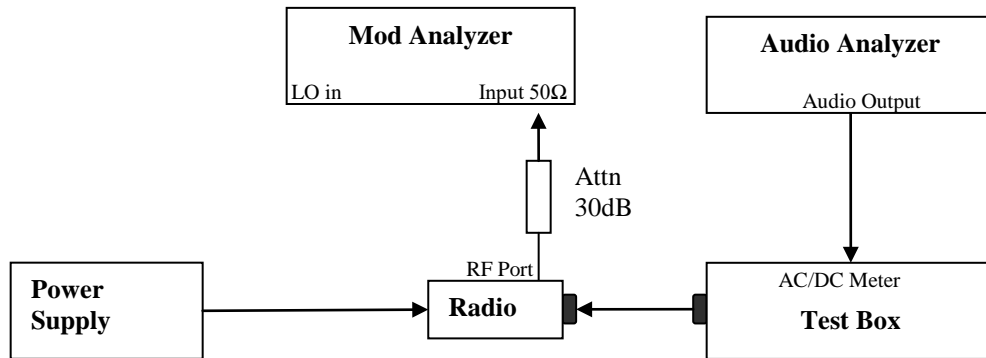 Mod Analyzer
LO in
Input 50Ω
Audio Analyzer
Audio Output
Attn
30dB
RF Port
Power
Supply
Radio
AC/DC Meter
Test Box